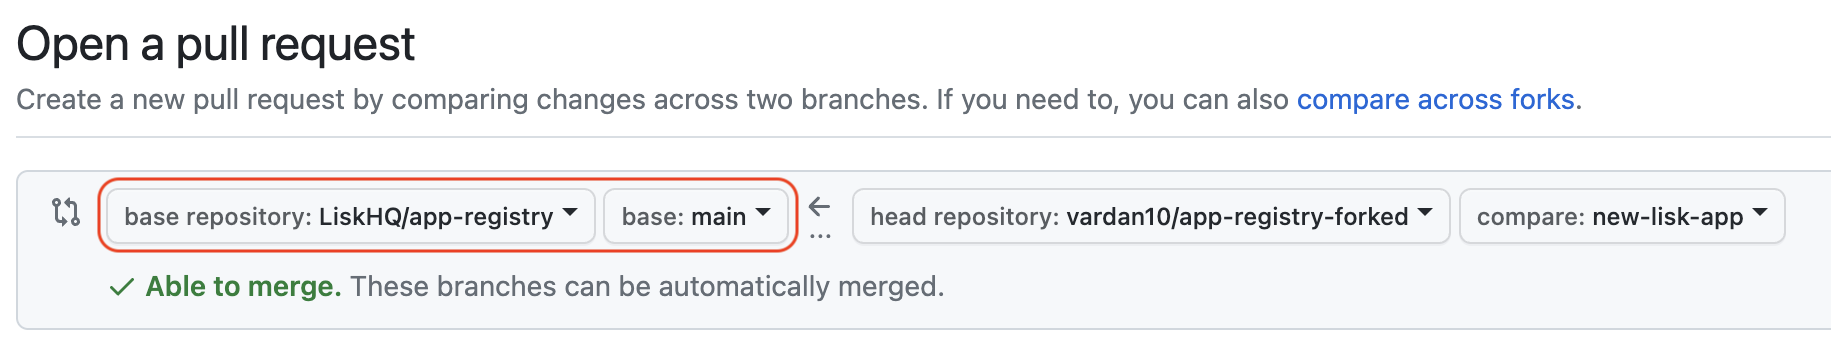 Open a pull request
Create a new pull request by comparing changes across two branches. If you need to, you can also compare across forks.
base repository: LiskHQ/app-registry base: main ← head repository: vardan10/app-registry-forked compare: new-lisk-app
...
✓ Able to merge. These branches can be automatically merged.